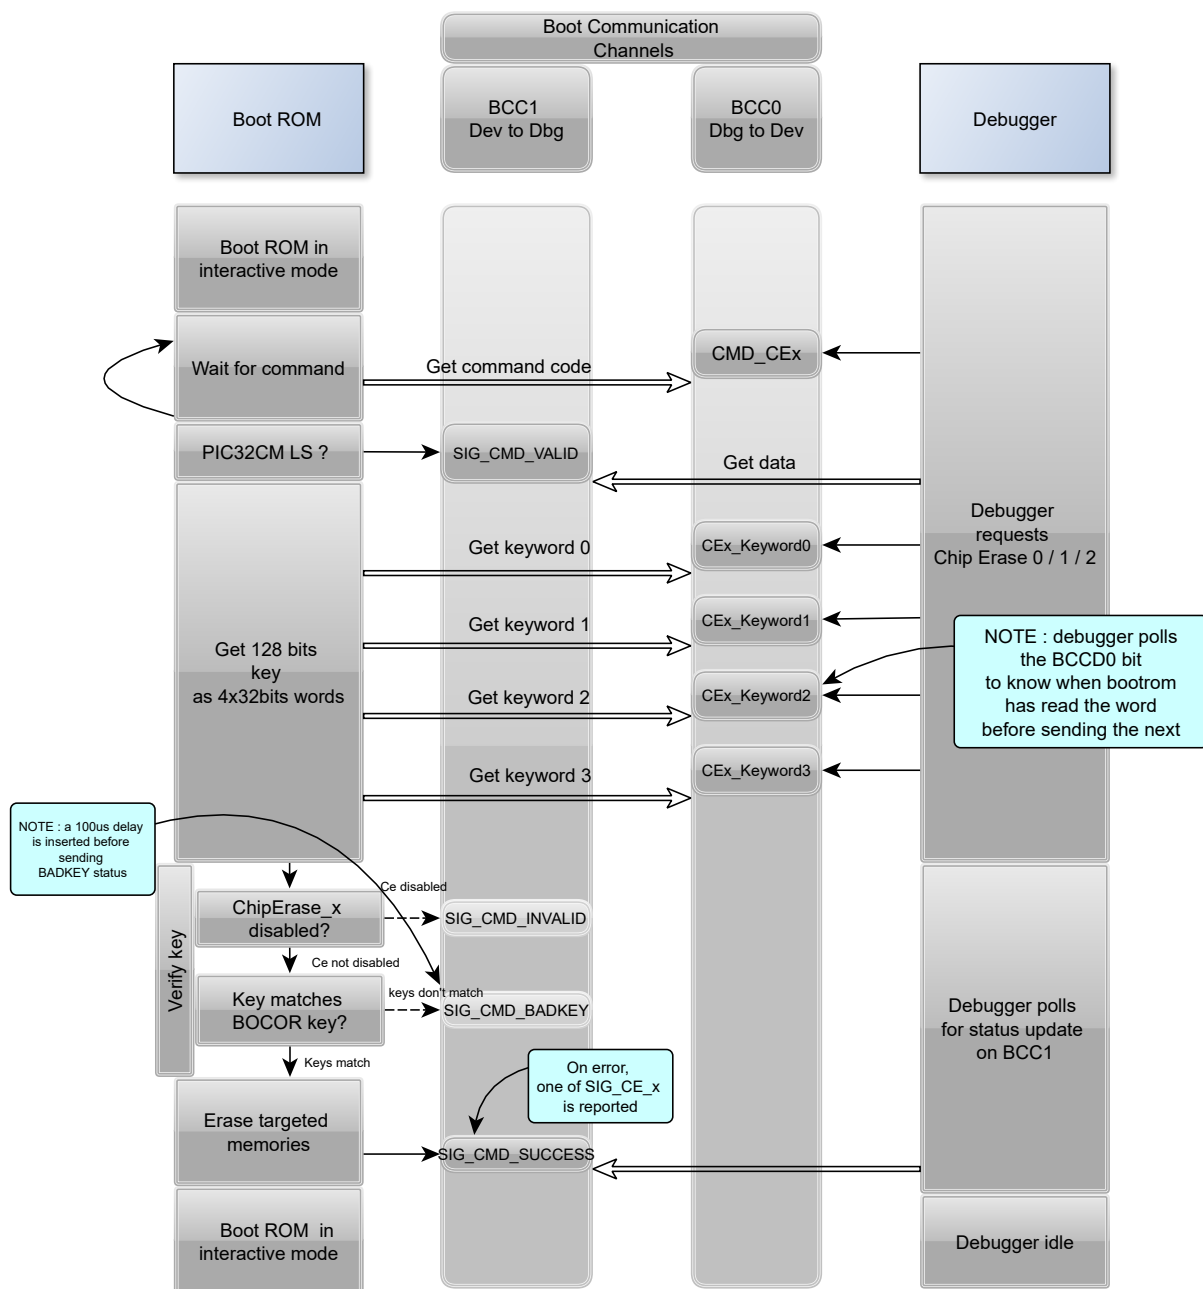 Boot Communication
Channels
Boot ROM
BCC1
Dev to Dbg
BCC0
Dbg to Dev
Debugger
Boot ROM in
interactive mode
Wait for command
Get command code
CMD_CEx
PIC32CM LS ?
SIG_CMD_VALID
Get data
Debugger
requests
Chip Erase 0 / 1 / 2
Get keyword 0
CEx_Keyword0
Get keyword 1
CEx_Keyword1
Get 128 bits
key
as 4x32bits words
Get keyword 2
CEx_Keyword2
NOTE : debugger polls
the BCCD0 bit
to know when bootrom
has read the word
before sending the next
Get keyword 3
CEx_Keyword3
NOTE : a 100us delay
is inserted before
sending
BADKEY status
Verify key
ChipErase_x
disabled?
Ce disabled
SIG_CMD_INVALID
Ce not disabled
Key matches
BOCOR key?
keys don't match
SIG_CMD_BADKEY
Debugger polls
for status update
on BCC1
Keys match
On error,
one of SIG_CE_x
is reported
Erase targeted
memories
SIG_CMD_SUCCESS
Boot ROM in
interactive mode
Debugger idle